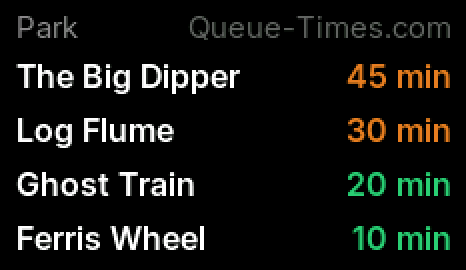 Park Queue-Times.com
The Big Dipper 45 min
Log Flume 30 min
Ghost Train 20 min
Ferris Wheel 10 min